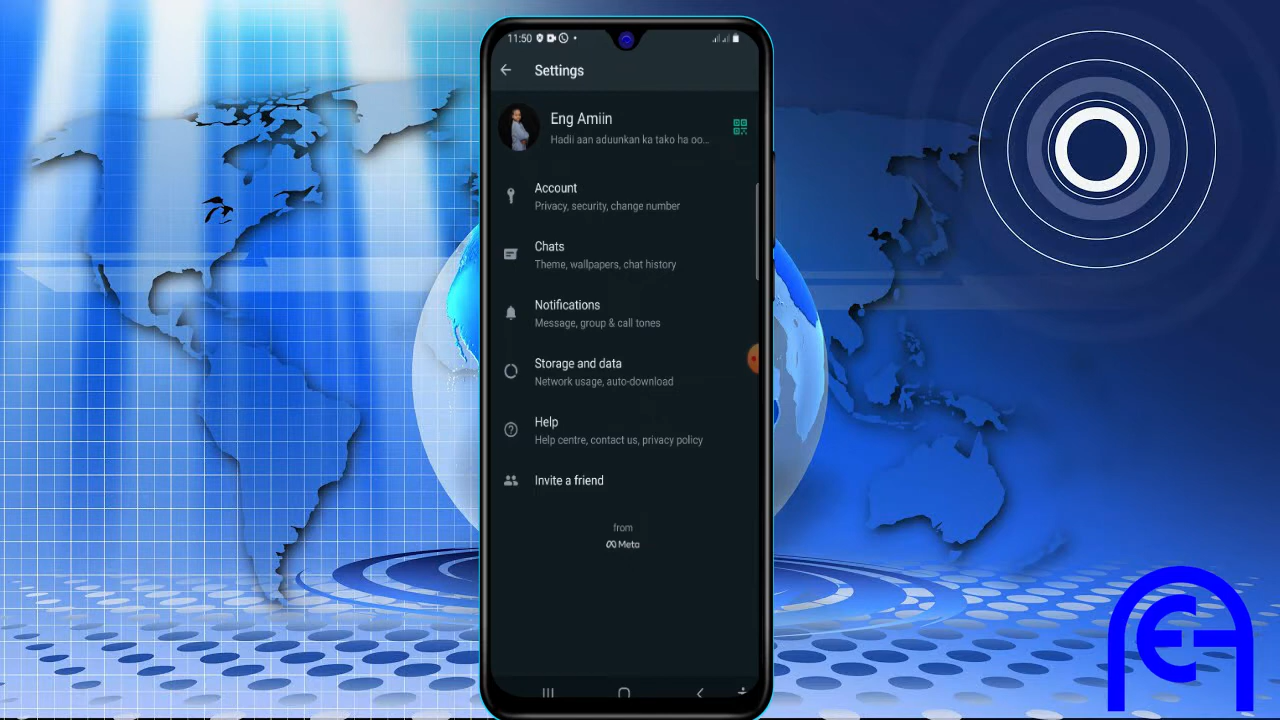 11:50
Settings
Eng Amiin
Hadii aan aduunkan ka tako ha oo...
Account
Privacy, security, change number
Chats
Theme, wallpapers, chat history
Notifications
Message, group & call tones
Storage and data
Network usage, auto-download
Help
Help centre, contact us, privacy policy
Invite a friend
from
Meta